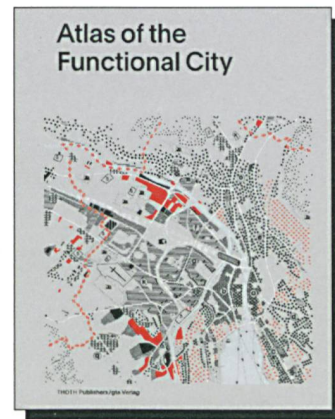 Atlas of the
Functional City
THOTH Publishers/gta Verlag